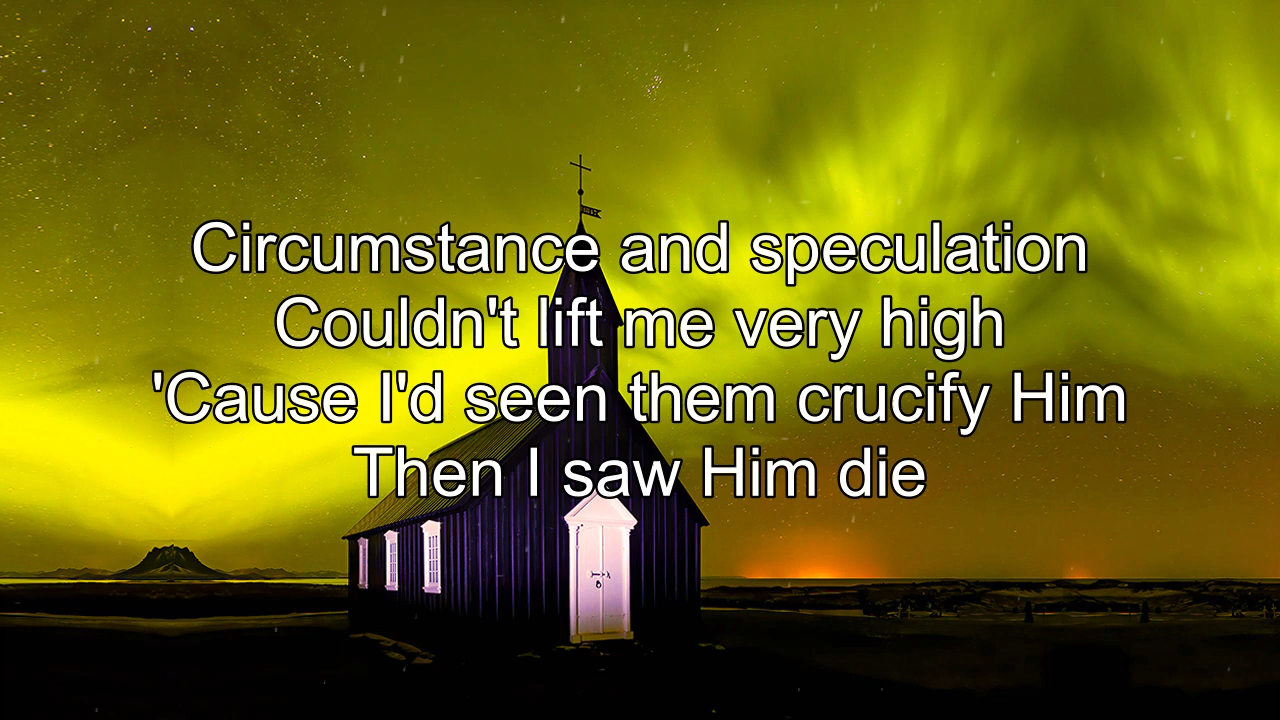 Circumstance and speculation
Couldn't lift me very high
'Cause I'd seen them crucify Him
Then I saw Him die